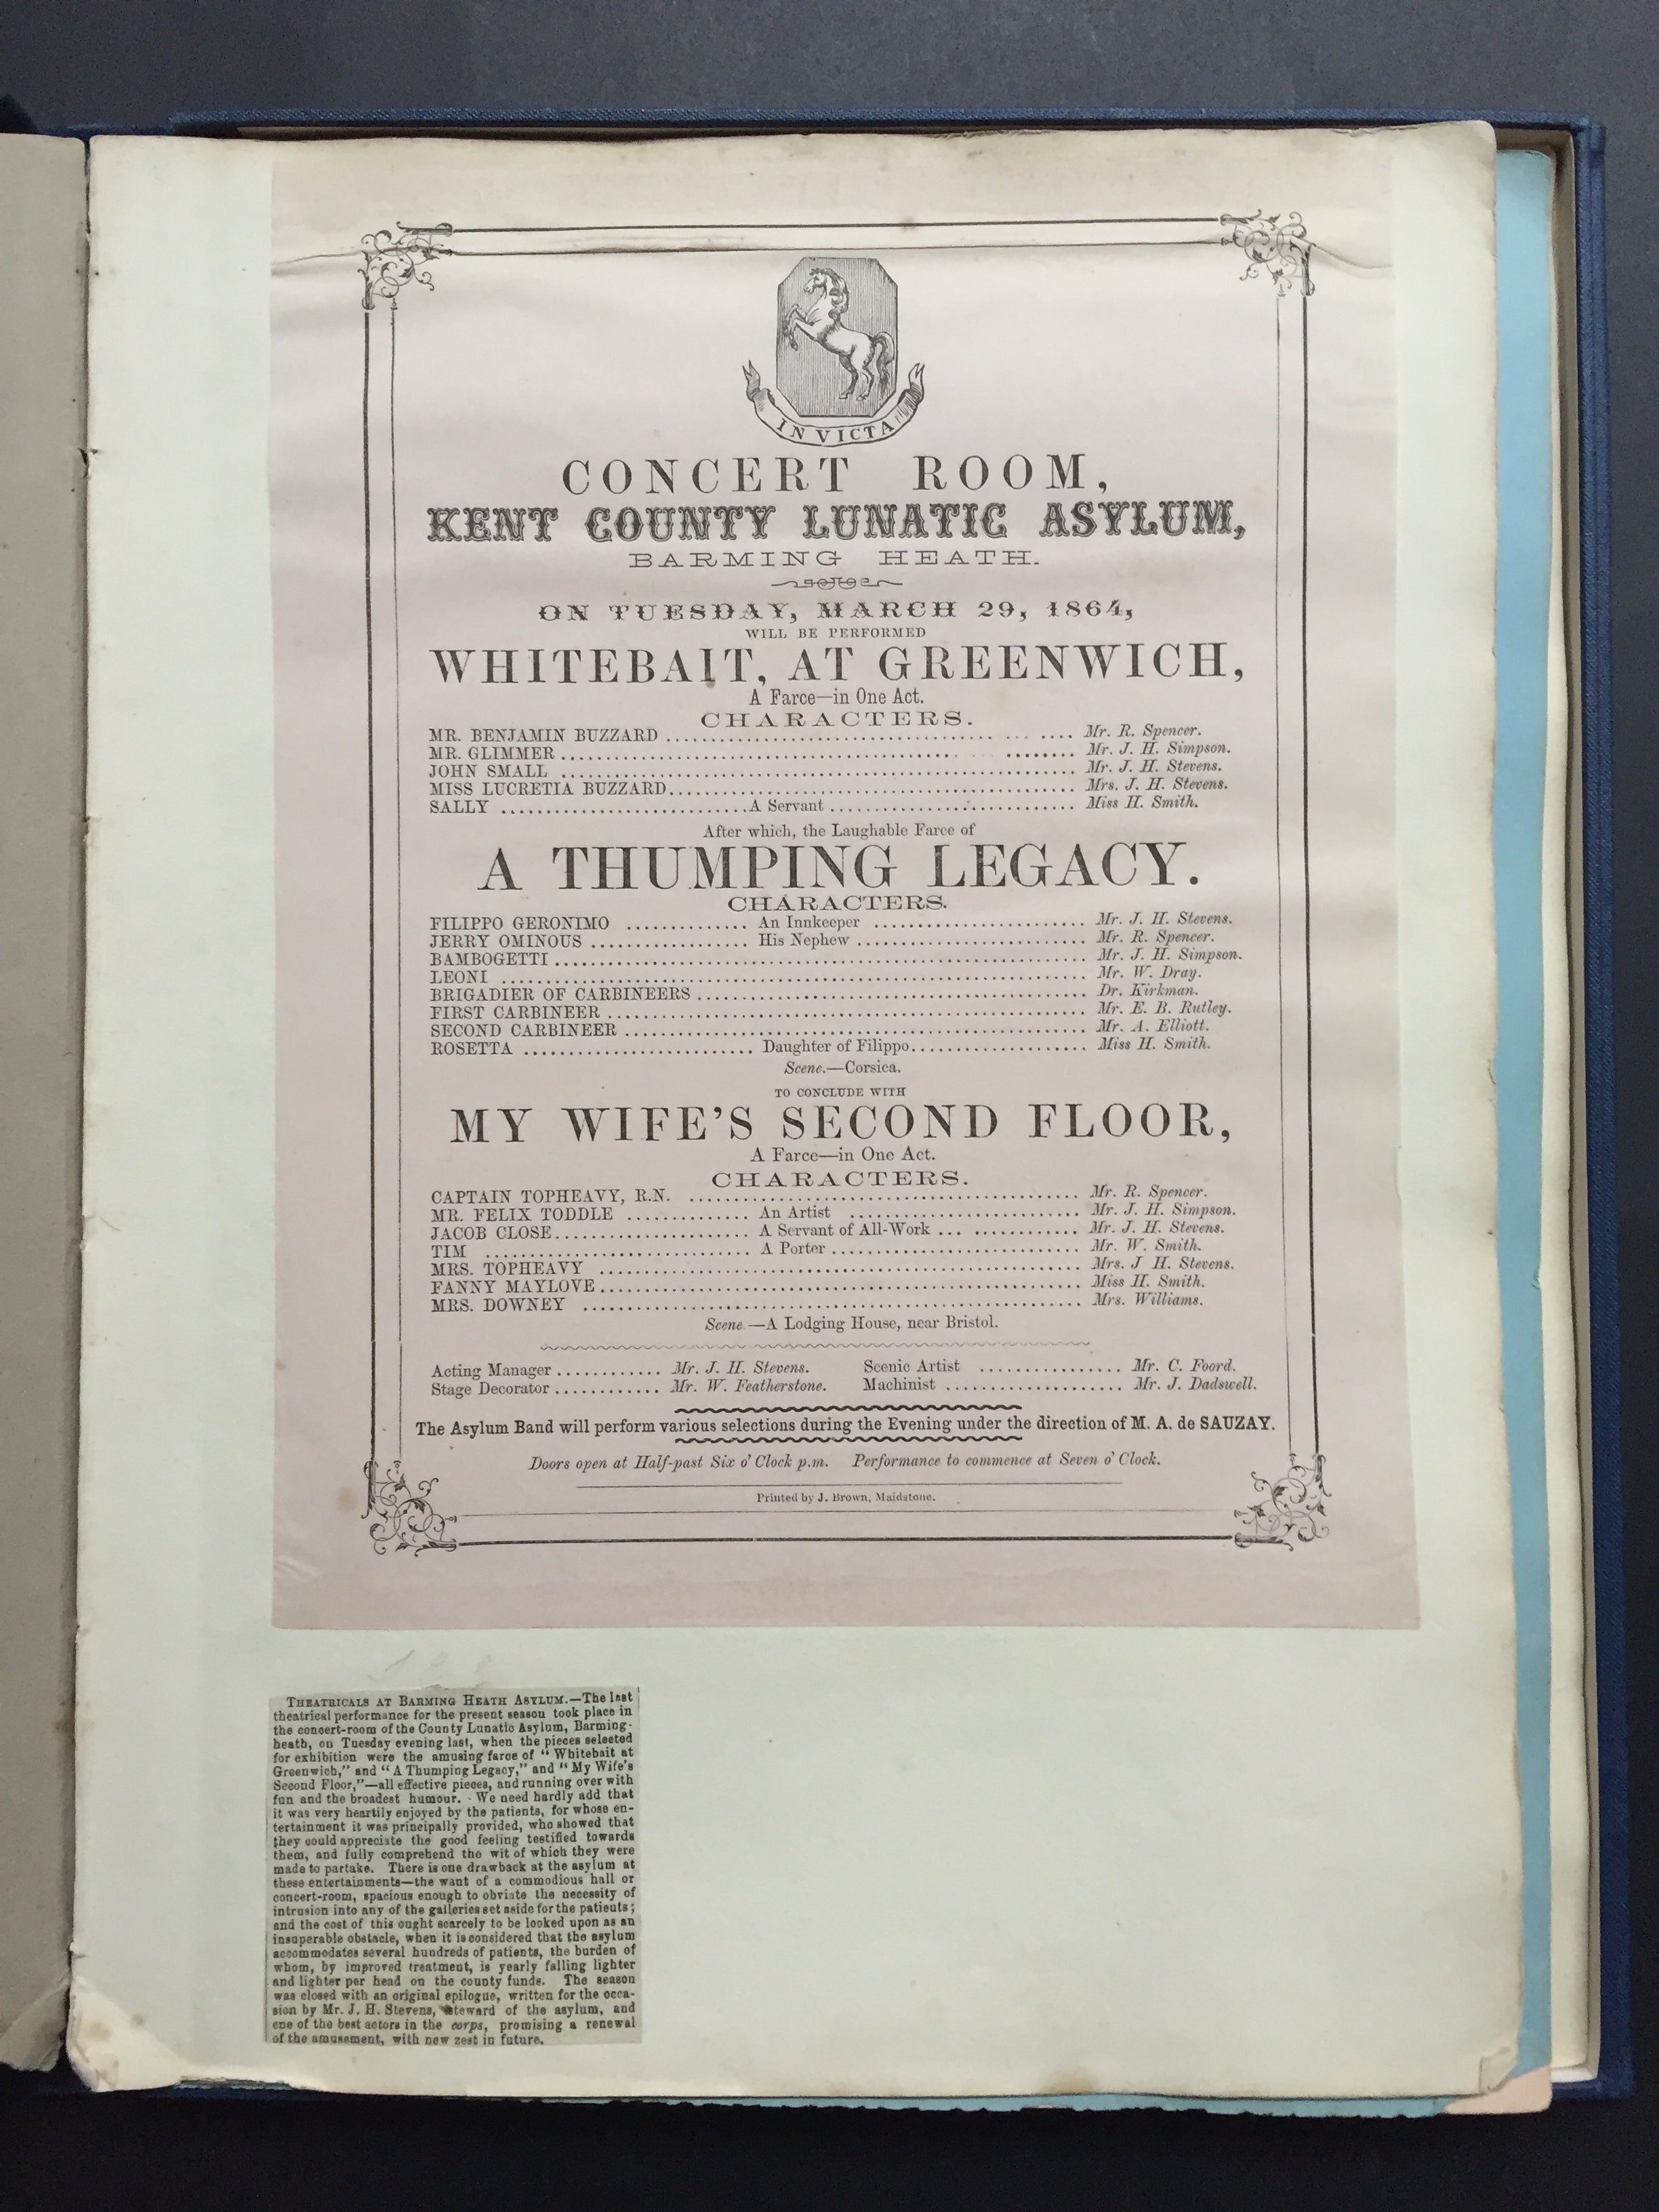 INVICTA
CONCERT ROOM,
KENT COUNTY LUNATIC ASYLUM,
BARMING HEATH.
ON TUESDAY, MARCH 29, 1864,
WILL BE PERFORMED
WHITEBAIT, AT GREENWICH,
A Farce—in One Act.
CHARACTERS.
MR. BENJAMIN BUZZARD .......... Mr. R. Spencer.
MR. GLIMMER .......... Mr. J. H. Simpson.
JOHN SMALL .......... Mr. J. H. Stevens.
MISS LUCRETIA BUZZARD .......... Mrs. J. H. Stevens.
SALLY .......... A Servant .......... Miss H. Smith.
After which, the Laughable Farce of
A THUMPING LEGACY.
CHARACTERS.
FILIPPO GERONIMO .......... An Innkeeper .......... Mr. J. H. Stevens.
JERRY OMINOUS .......... His Nephew .......... Mr. R. Spencer.
BAMBOGETTI .......... Mr. J. H. Simpson.
LEONI .......... Mr. W. Dray.
BRIGADIER OF CARBINEERS .......... Dr. Kirkman.
FIRST CARBINEER .......... Mr. E. B. Rutley.
SECOND CARBINEER .......... Mr. A. Elliott.
ROSETTA .......... Daughter of Filippo .......... Miss H. Smith.
Scene.—Corsica.
TO CONCLUDE WITH
MY WIFE'S SECOND FLOOR,
A Farce—in One Act.
CHARACTERS.
CAPTAIN TOPHEAVY, R.N. .......... Mr. R. Spencer.
MR. FELIX TODDLE .......... An Artist .......... Mr. J. H. Simpson.
JACOB CLOSE .......... A Servant of All-Work .......... Mr. J. H. Stevens.
TIM .......... A Porter .......... Mr. W. Smith.
MRS. TOPHEAVY .......... Mrs. J H. Stevens.
FANNY MAYLOVE .......... Miss H. Smith.
MRS. DOWNEY .......... Mrs. Williams.
Scene.—A Lodging House, near Bristol.
Acting Manager .......... Mr. J. H. Stevens. Scenic Artist .......... Mr. C. Foord.
Stage Decorator .......... Mr. W. Featherstone. Machinist .......... Mr. J. Dadswell.
The Asylum Band will perform various selections during the Evening under the direction of M. A. de SAUZAY.
Doors open at Half-past Six o' Clock p.m. Performance to commence at Seven o' Clock.
Printed by J. Brown, Maidstone.
THEATRICALS AT BARMING HEATH ASYLUM.—The last
theatrical performance for the present season took place in
the concert-room of the County Lunatic Asylum, Barming-
heath, on Tuesday evening last, when the pieces selected
for exhibition were the amusing farce of "Whitebait at
Greenwich," and "A Thumping Legacy," and "My Wife's
Second Floor,"—all effective pieces, and running over with
fun and the broadest humour. We need hardly add that
it was very heartily enjoyed by the patients, for whose en-
tertainment it was principally provided, who showed that
they could appreciate the good feeling testified towards
them, and fully comprehend the wit of which they were
made to partake. There is one drawback at the asylum at
these entertainments—the want of a commodious hall or
concert-room, spacious enough to obviate the necessity of
intrusion into any of the galleries set aside for the patients;
and the cost of this ought scarcely to be looked upon as an
insuperable obstacle, when it is considered that the asylum
accommodates several hundreds of patients, the burden of
whom, by improved treatment, is yearly falling lighter
and lighter per head on the county funds. The season
was closed with an original epilogue, written for the occa-
sion by Mr. J. H. Stevens, steward of the asylum, and
one of the best actors in the corps, promising a renewal
of the amusement, with new zest in future.